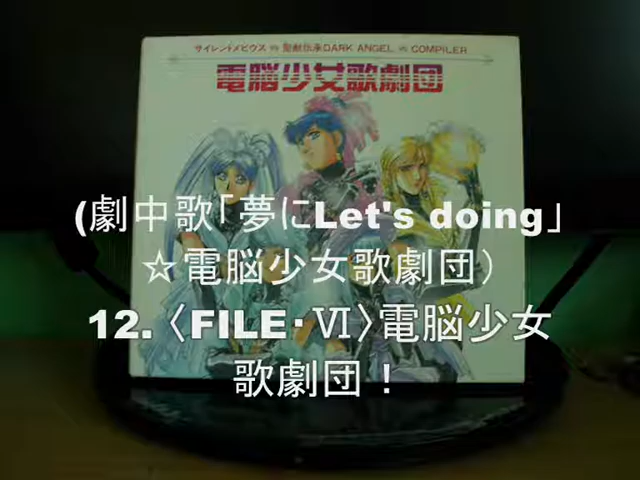 サイレントメビウス vs 聖獣伝承DARK ANGEL vs COMPILER
電脳少女歌劇団
(劇中歌「夢にLet's doing」
☆電脳少女歌劇団）
12.〈FILE・Ⅵ〉電脳少女
歌劇団！